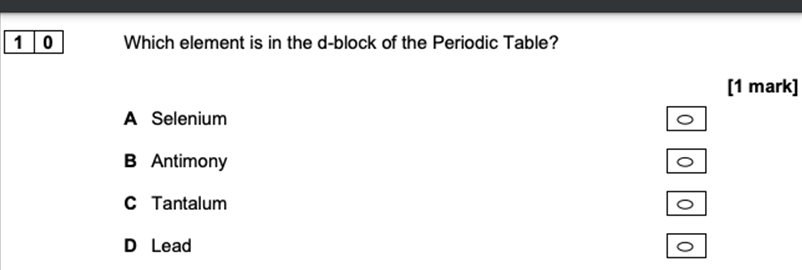 1 0 Which element is in the d-block of the Periodic Table?
[1 mark]
A Selenium
B Antimony
C Tantalum
D Lead